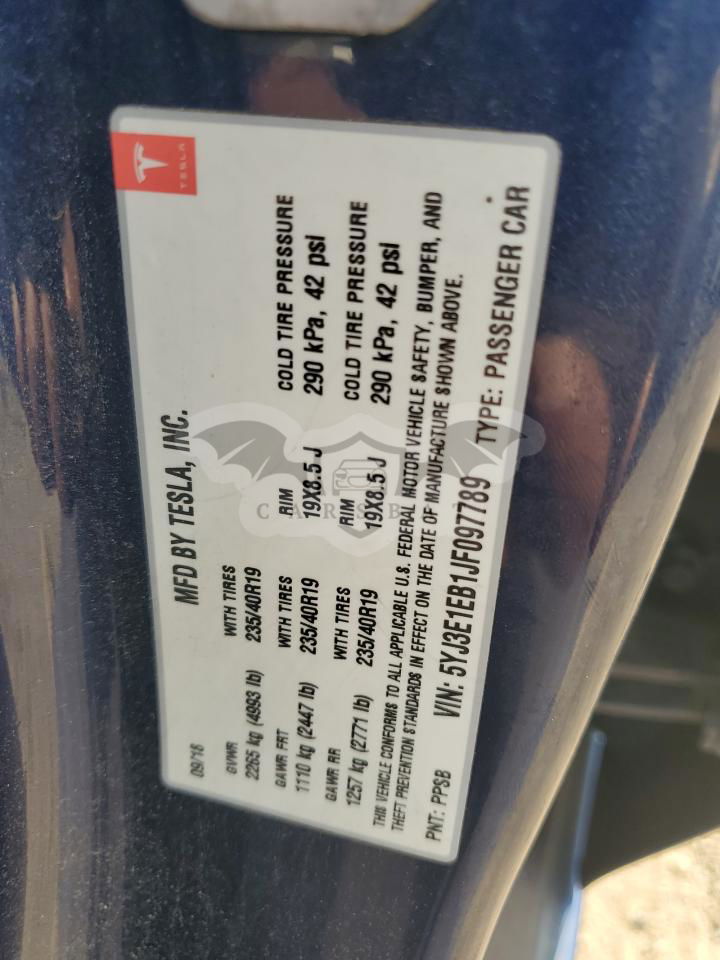 TESLA
MFD BY TESLA, INC.
09/18
GVWR WITH TIRES
2265 kg (4993 lb) 235/40R19
GAWR FRT WITH TIRES RIM COLD TIRE PRESSURE
1110 kg (2447 lb) 235/40R19 19X8.5 J 290 kPa, 42 psi
GAWR RR WITH TIRES RIM COLD TIRE PRESSURE
1257 kg (2771 lb) 235/40R19 19X8.5 J 290 kPa, 42 psi
THIS VEHICLE CONFORMS TO ALL APPLICABLE U.S. FEDERAL MOTOR VEHICLE SAFETY, BUMPER, AND
THEFT PREVENTION STANDARDS IN EFFECT ON THE DATE OF MANUFACTURE SHOWN ABOVE.
PNT: PPSB VIN: 5YJ3E1EB1JF097789 TYPE: PASSENGER CAR